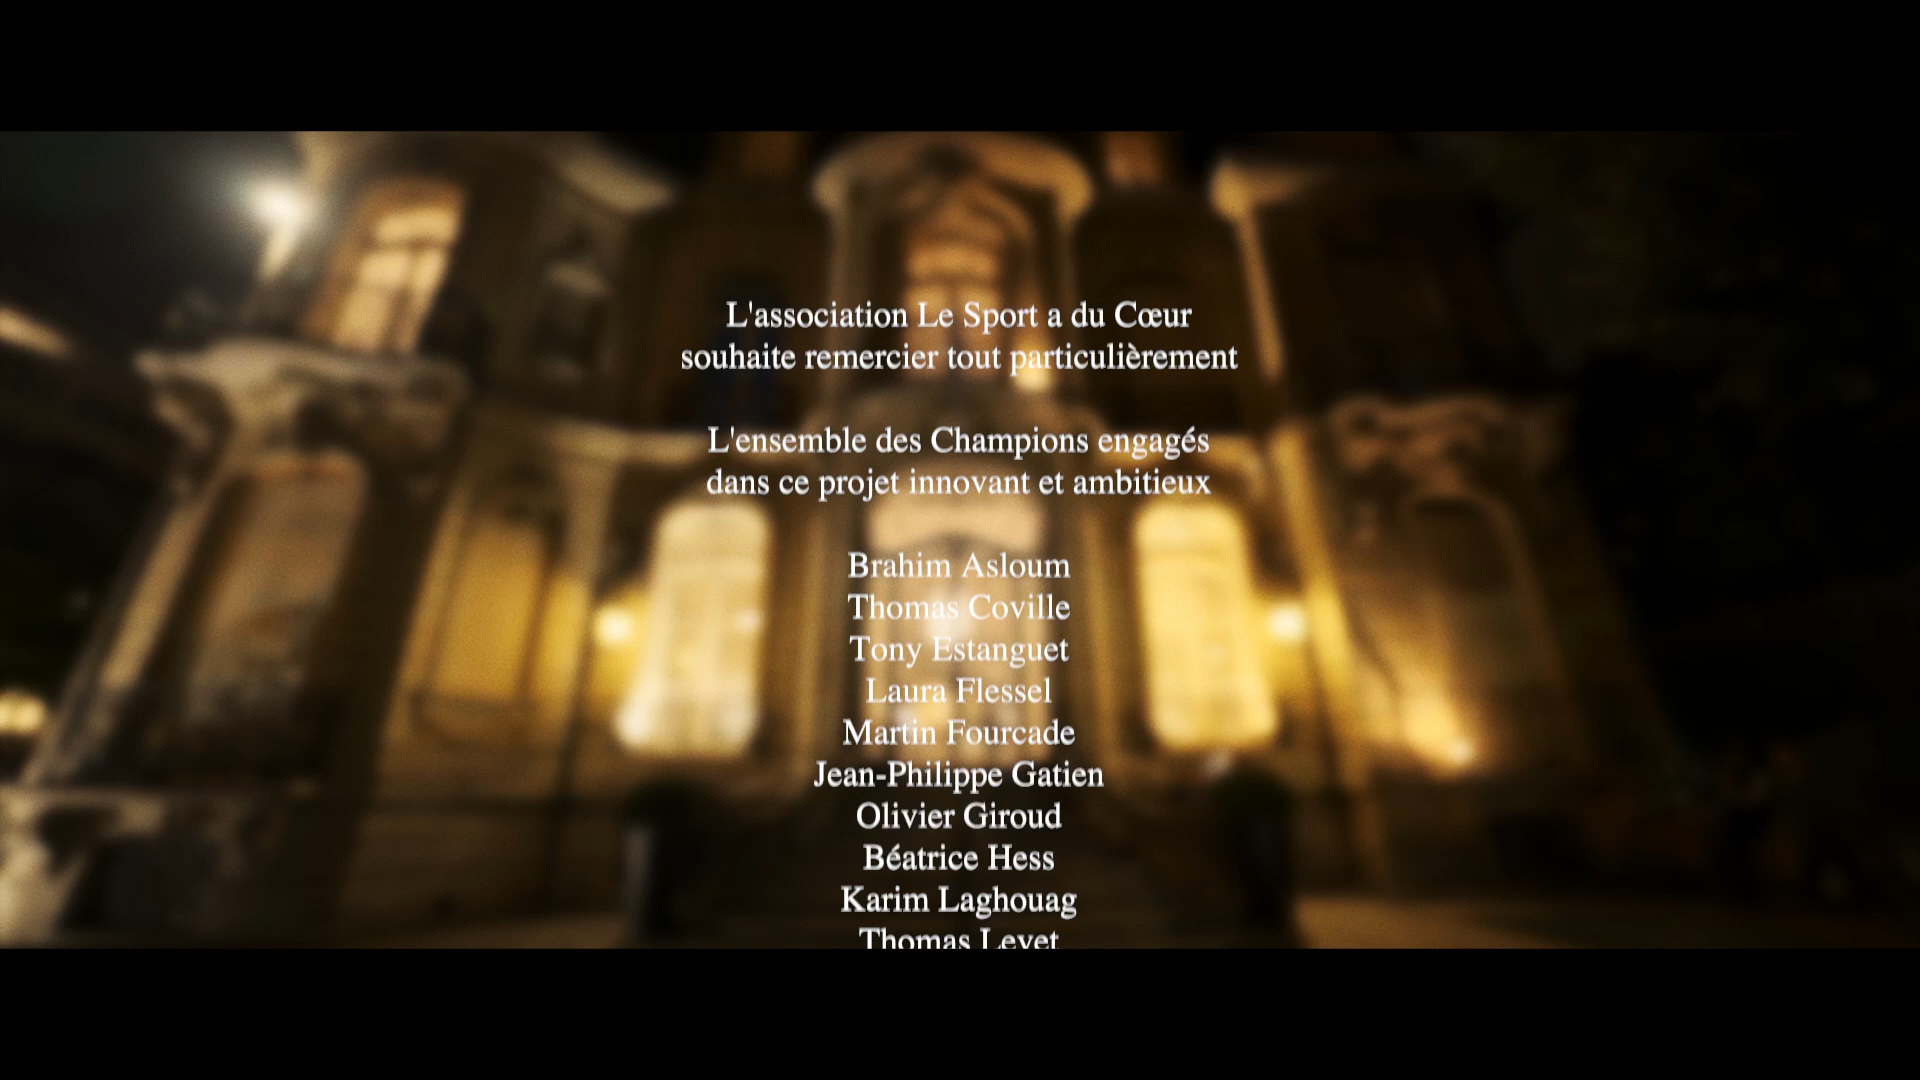 L'association Le Sport a du Cœur
souhaite remercier tout particulièrement
L'ensemble des Champions engagés
dans ce projet innovant et ambitieux
Brahim Asloum
Thomas Coville
Tony Estanguet
Laura Flessel
Martin Fourcade
Jean-Philippe Gatien
Olivier Giroud
Béatrice Hess
Karim Laghouag
Thomas Levet